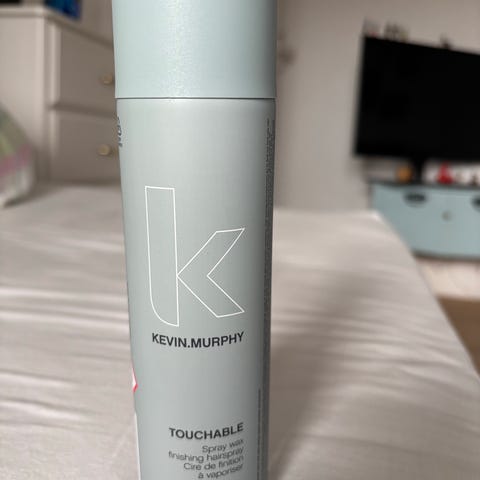 k
KEVIN.MURPHY
TOUCHABLE
Spray wax
finishing hairspray
Cire de finition
à vaporiser